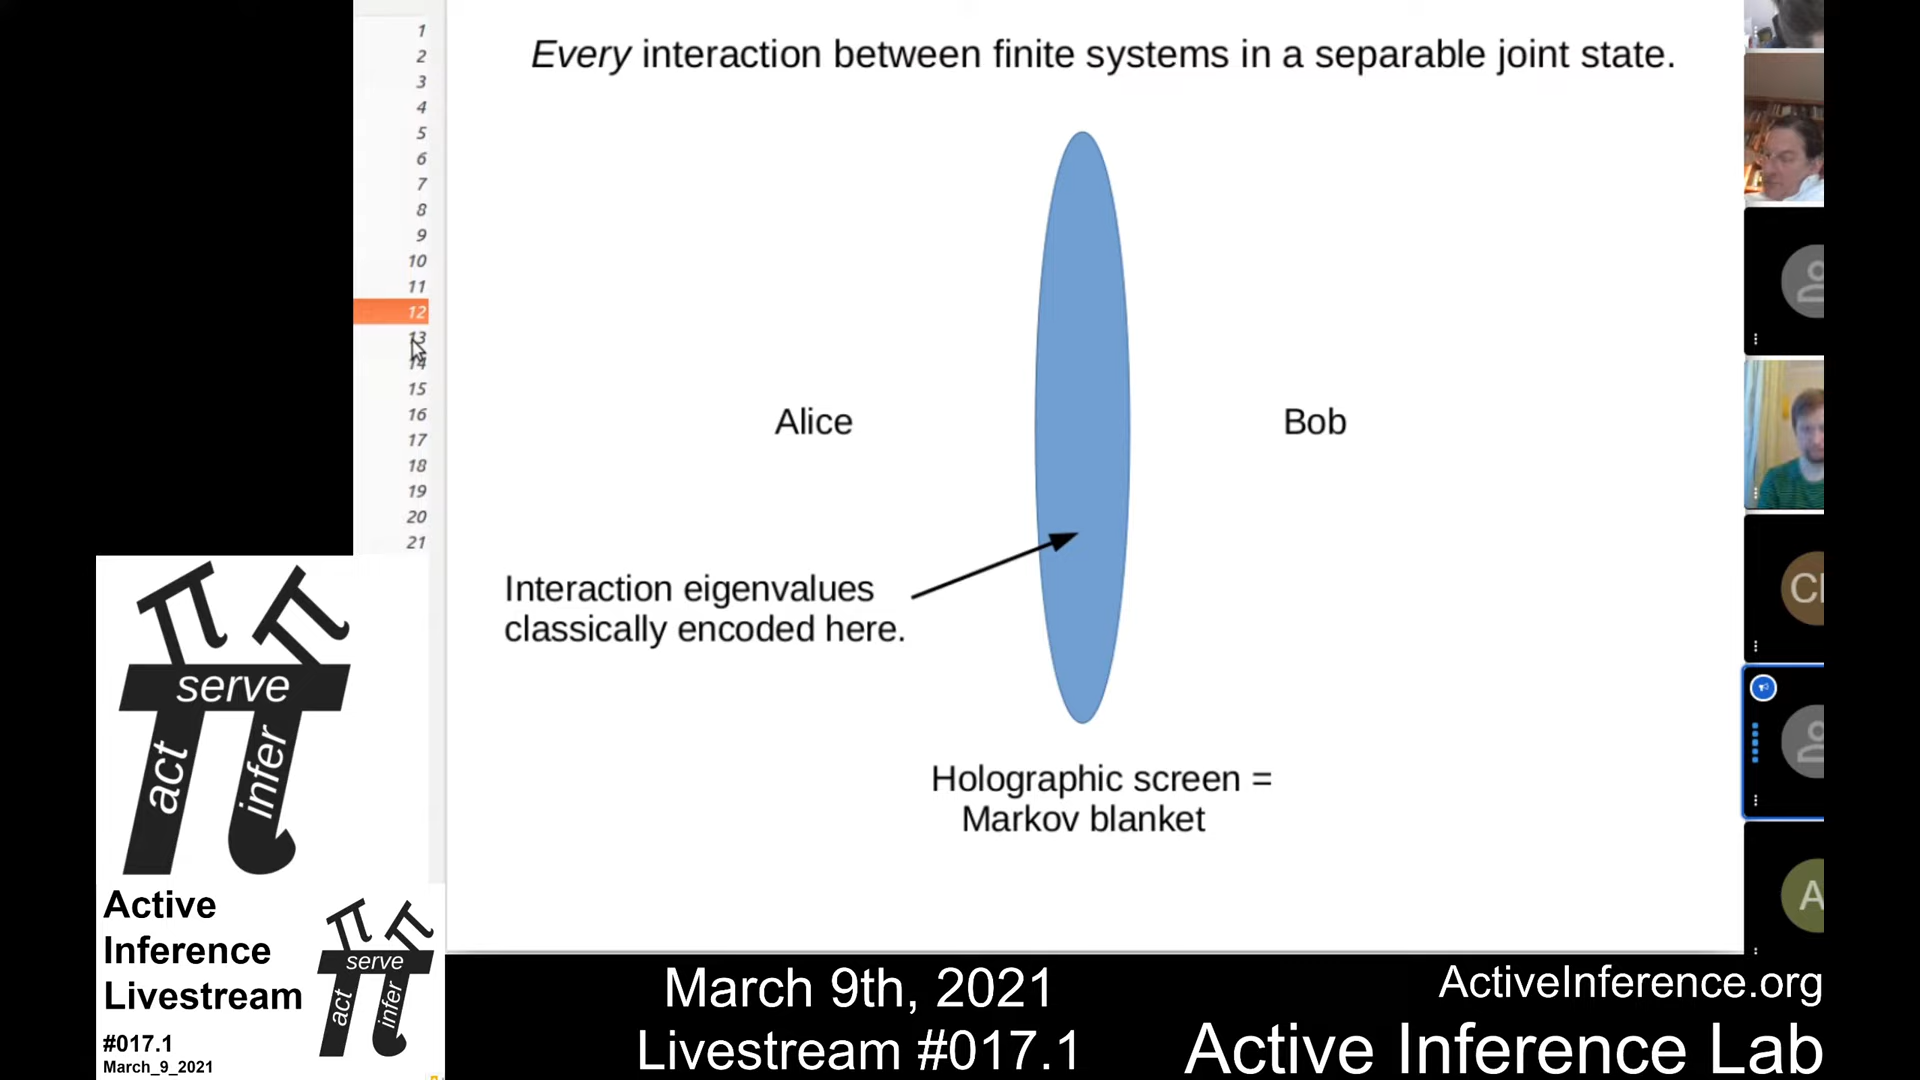 1
2
3
4
5
6
7
8
9
10
11
12
13
14
15
16
17
18
19
20
21
Every interaction between finite systems in a separable joint state.
Alice
Bob
Interaction eigenvalues
classically encoded here.
Holographic screen =
Markov blanket
A
serve
act
infer
Active
Inference
Livestream
#017.1
March_9_2021
serve
act
infer
March 9th, 2021
Livestream #017.1
ActiveInference.org
Active Inference Lab